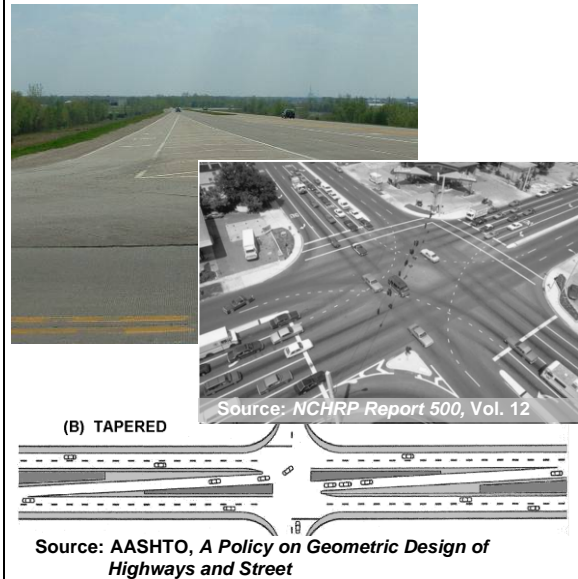 Source: NCHRP Report 500, Vol. 12
(B) TAPERED
Source: AASHTO, A Policy on Geometric Design of
Highways and Street